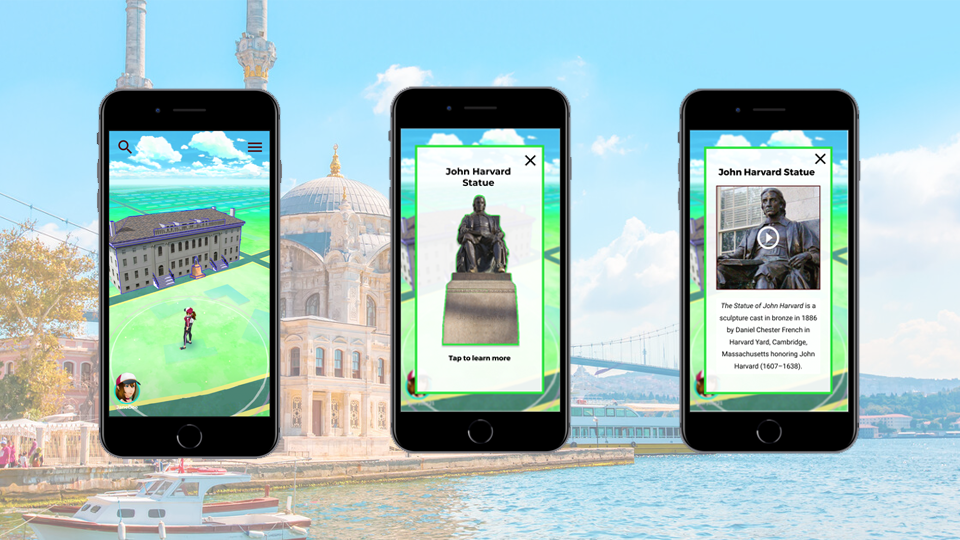 John Harvard
Statue
Tap to learn more
John Harvard Statue
The Statue of John Harvard is a
sculpture cast in bronze in 1886
by Daniel Chester French in
Harvard Yard, Cambridge,
Massachusetts honoring John
Harvard (1607–1638).